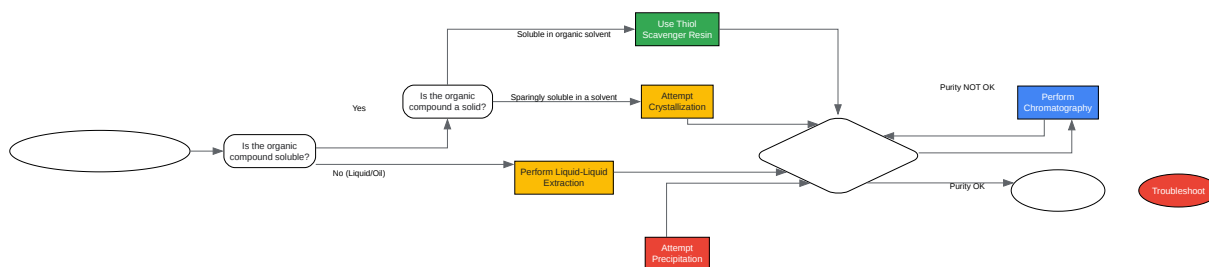 Use Thiol
Scavenger Resin
Soluble in organic solvent
Is the organic
compound a solid?
Yes
Sparingly soluble in a solvent
Attempt
Crystallization
Purity NOT OK
Perform
Chromatography
Is the organic
compound soluble?
No (Liquid/Oil)
Perform Liquid-Liquid
Extraction
Purity OK
Troubleshoot
Attempt
Precipitation